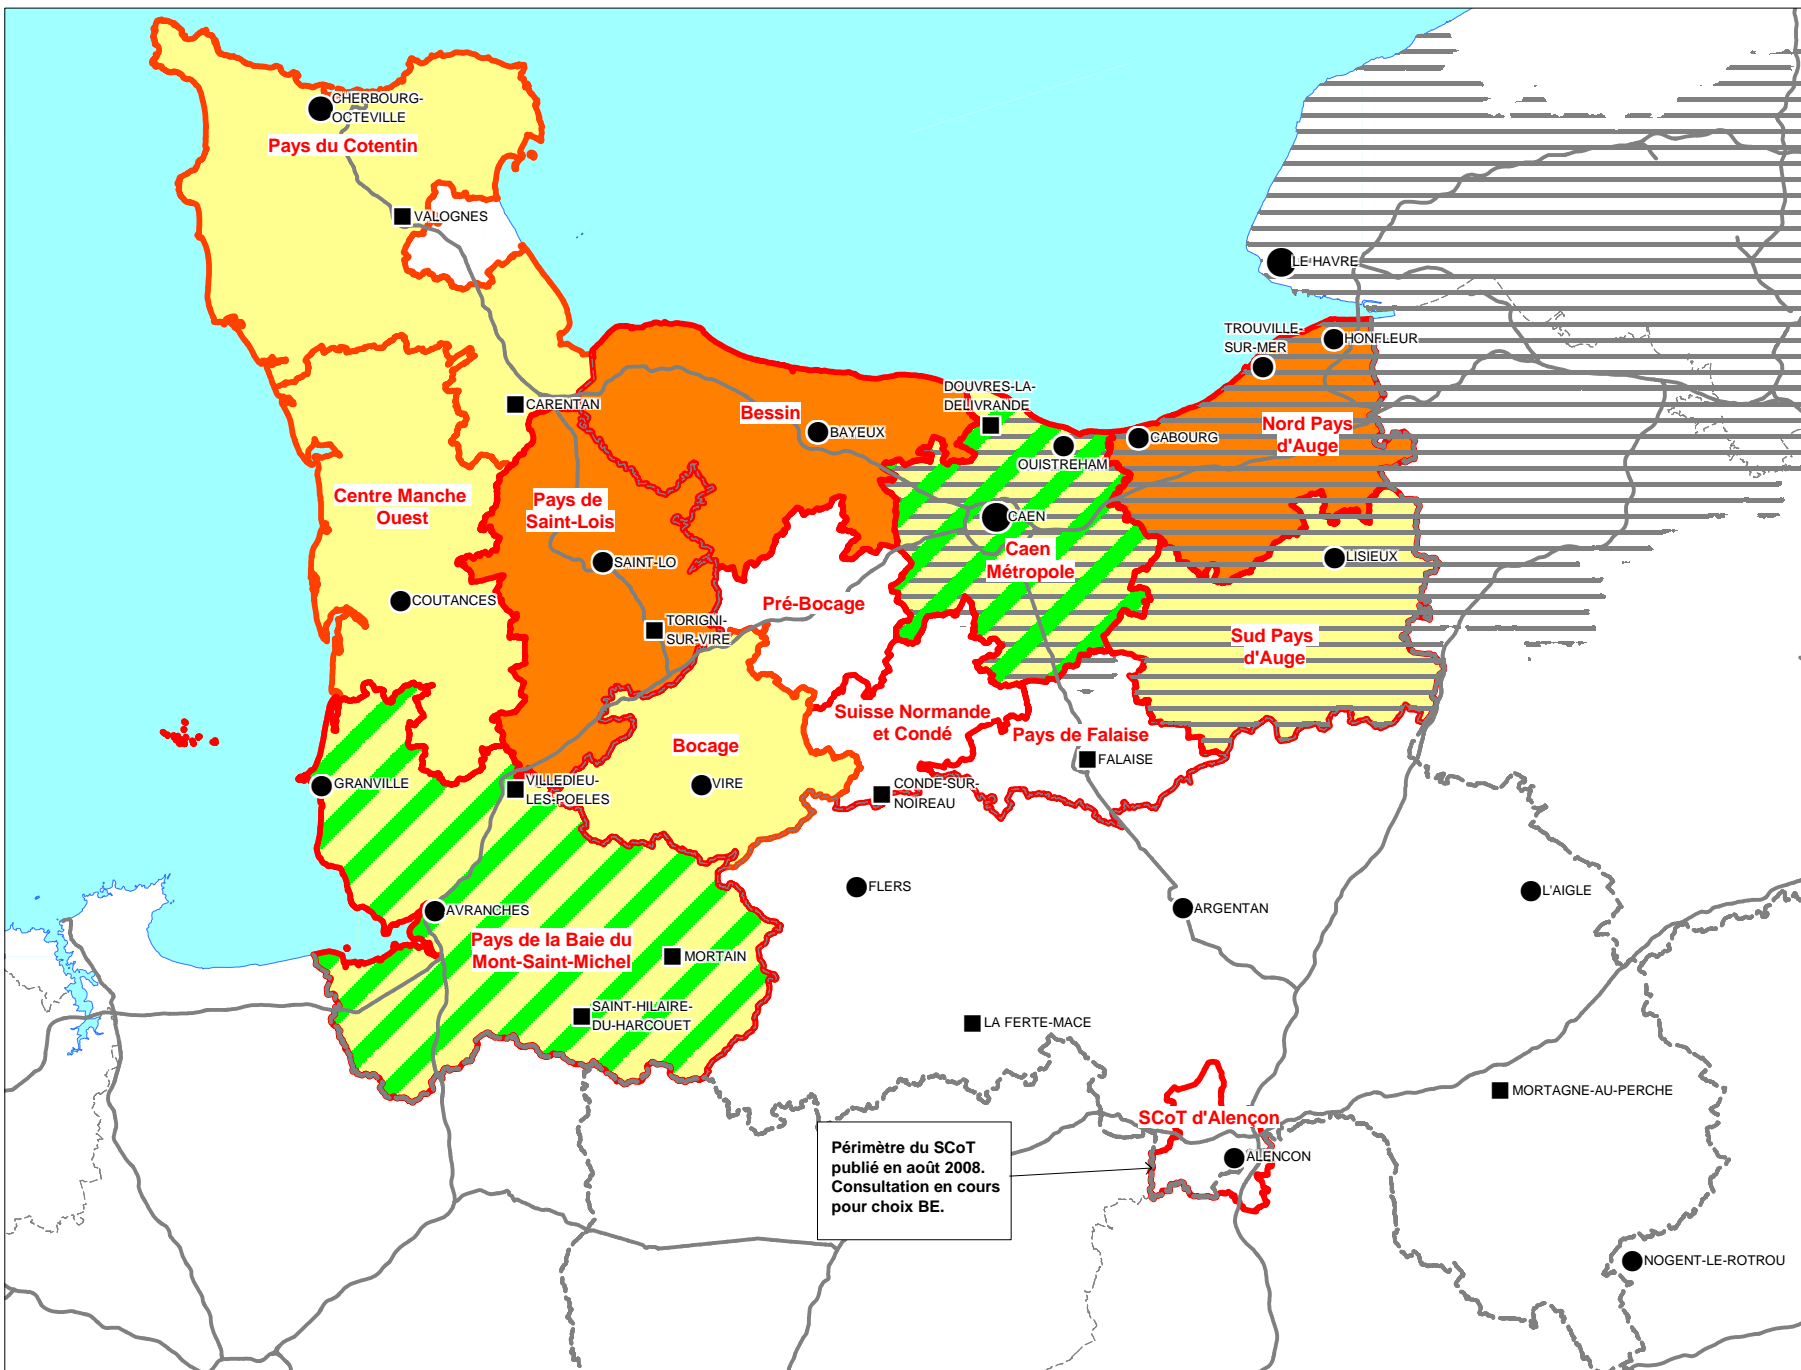 CHERBOURG-
OCTEVILLE
Pays du Cotentin
VALOGNES
LE HAVRE
TROUVILLE-
SUR-MER
HONFLEUR
DOUVRES-LA-
DELIVRANDE
CARENTAN
Bessin
BAYEUX
CABOURG
Nord Pays
d'Auge
OUISTREHAM
Centre Manche
Ouest
Pays de
Saint-Lois
CAEN
Caen
Métropole
SAINT-LO
LISIEUX
COUTANCES
Pré-Bocage
TORIGNI-
SUR-VIRE
Sud Pays
d'Auge
Suisse Normande
et Condé
Pays de Falaise
Bocage
FALAISE
GRANVILLE
VILLEDIEU-
LES-POELES
VIRE
CONDE-SUR-
NOIREAU
FLERS
L'AIGLE
AVRANCHES
ARGENTAN
Pays de la Baie du
Mont-Saint-Michel
MORTAIN
SAINT-HILAIRE-
DU-HARCOUET
LA FERTE-MACE
MORTAGNE-AU-PERCHE
SCoT d'Alençon
Périmètre du SCoT
publié en août 2008.
Consultation en cours
pour choix BE.
ALENCON
NOGENT-LE-ROTROU